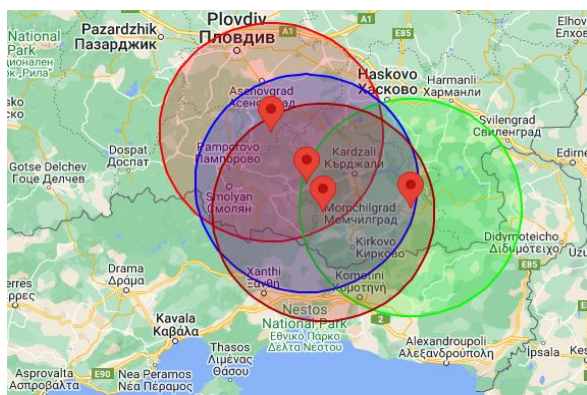 Plovdiv
Пловдив
Pazardzhik
Пазарджик
National
Park
"Рила"
A1
E85
Asenovgrad
Haskovo
Хасково
Harmanli
Харманли
Svilengrad
Свиленград
Dospat
Доспат
Pamporovo
Пампорово
Kardzali
Кърджали
Gotse Delchev
Гоце Делчев
Smolyan
Смолян
Momchilgrad
Момчилград
Didymoteicho
Διδυμότειχο
E85
Kirkovo
Кирково
Drama
Δράμα
Xanthi
Ξάνθη
Komotini
Κομοτηνή
Nestos
National Park
Εθνικό Πάρκο
Δέλτα Νέστου
2
Kavala
Καβάλα
Thasos
Λιμένας
Θάσου
Alexandroupoli
Αλεξανδρούπολη
İpsala
Asprovalta
Ασπροβάλτα
E90
Nea Peramos
Νέα Πέραμος